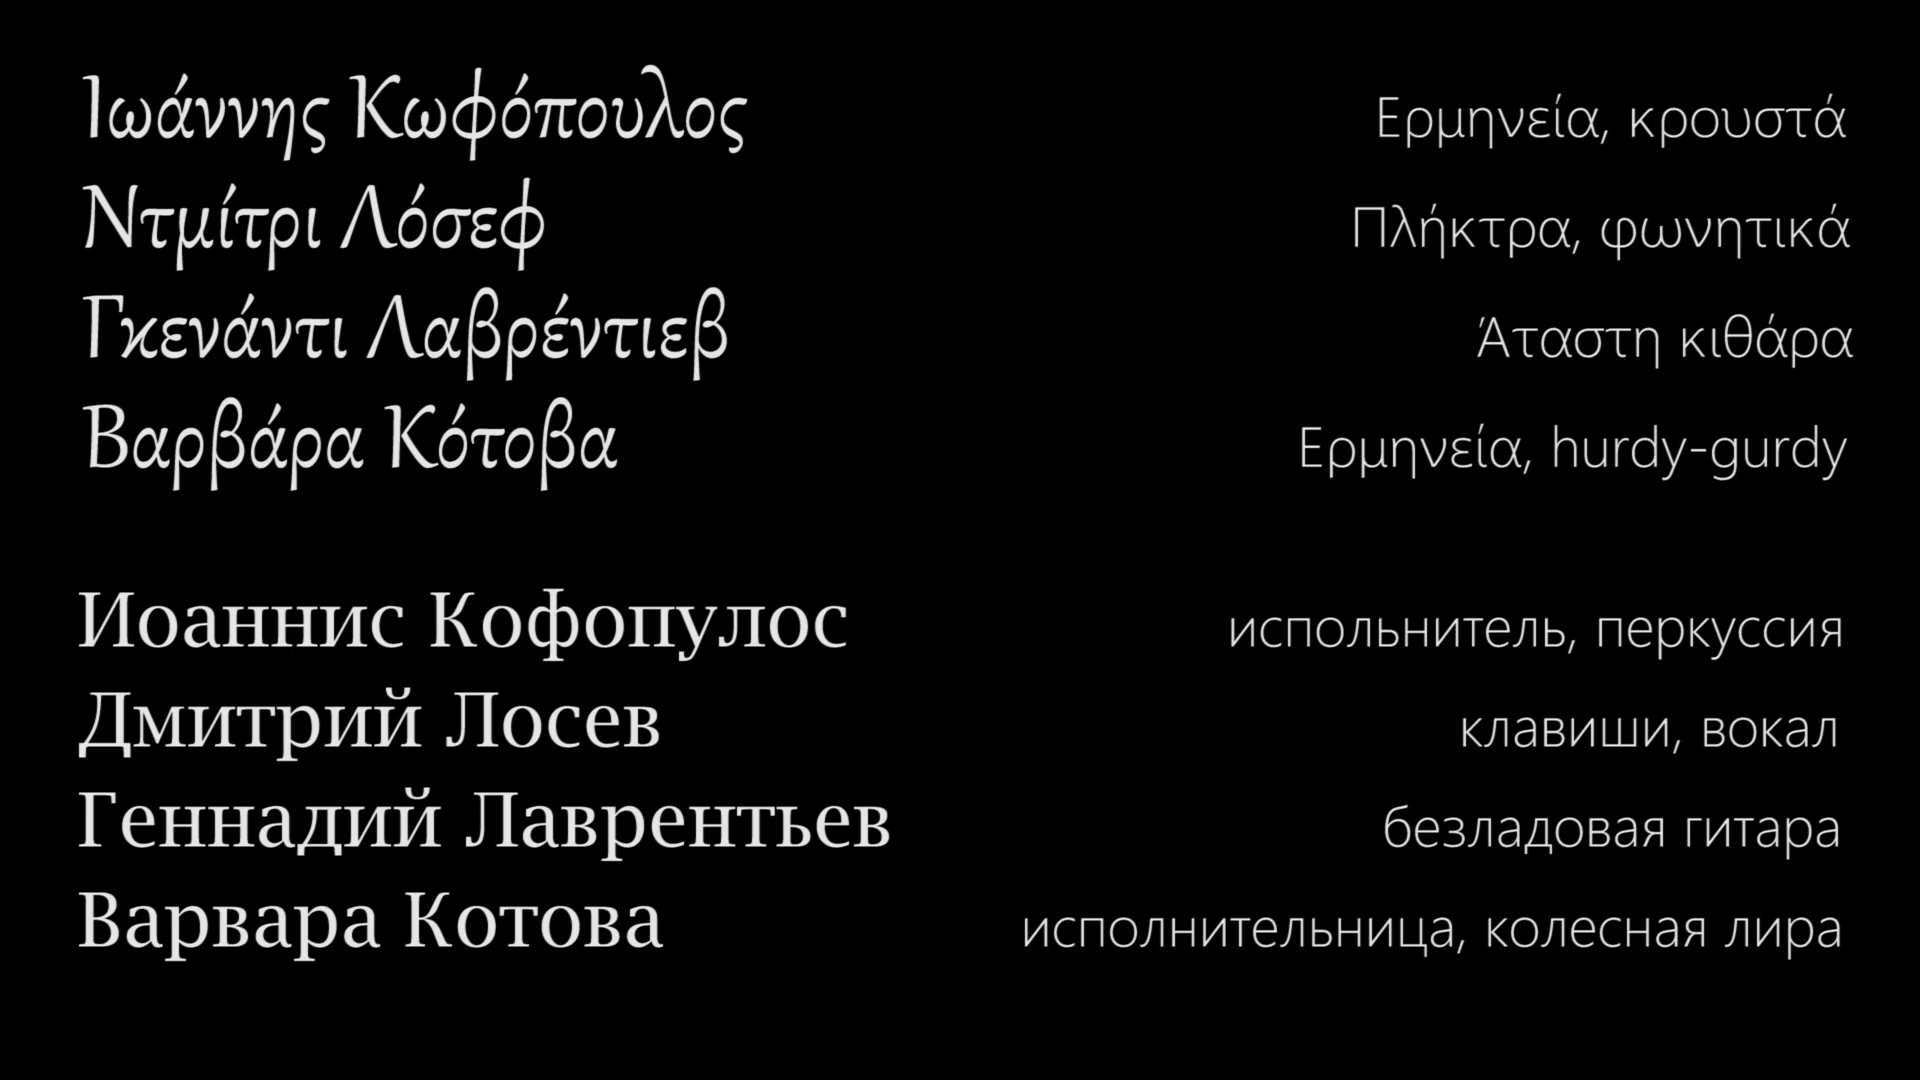 Ιωάννης Κωφόπουλος Ερμηνεία, κρουστά
Ντμίτρι Λόσεφ Πλήκτρα, φωνητικά
Γκενάντι Λαβρέντιεβ Άταστη κιθάρα
Βαρβάρα Κότοβα Ερμηνεία, hurdy-gurdy
Иоаннис Кофопулос испольнитель, перкуссия
Дмитрий Лосев клавиши, вокал
Геннадий Лаврентьев безладовая гитара
Варвара Котова исполнительница, колесная лира